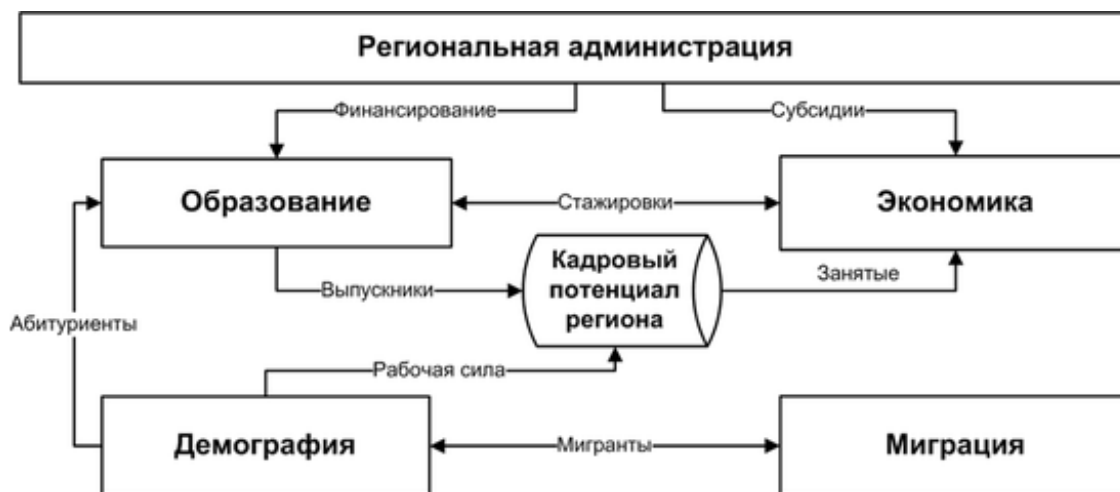 Региональная администрация
Финансирование
Субсидии
Образование
Стажировки
Экономика
Кадровый
потенциал
региона
Выпускники
Занятые
Абитуриенты
Рабочая сила
Демография
Мигранты
Миграция